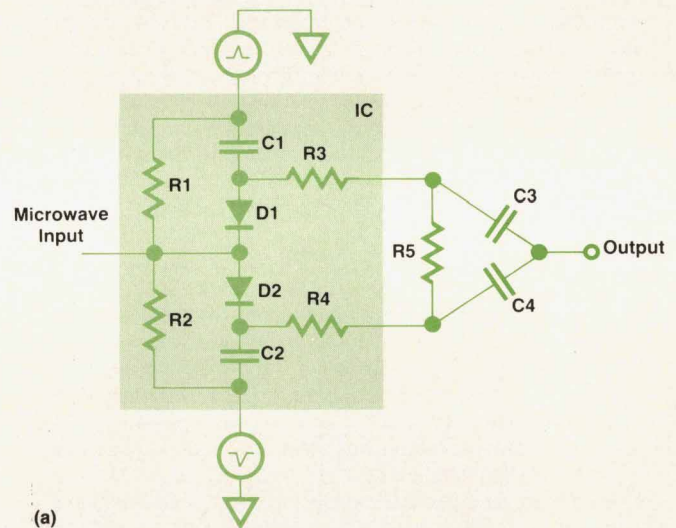 IC
C1
R3
R1
C3
D1
Microwave
Input
R5
Output
D2
R4
C4
R2
C2
(a)